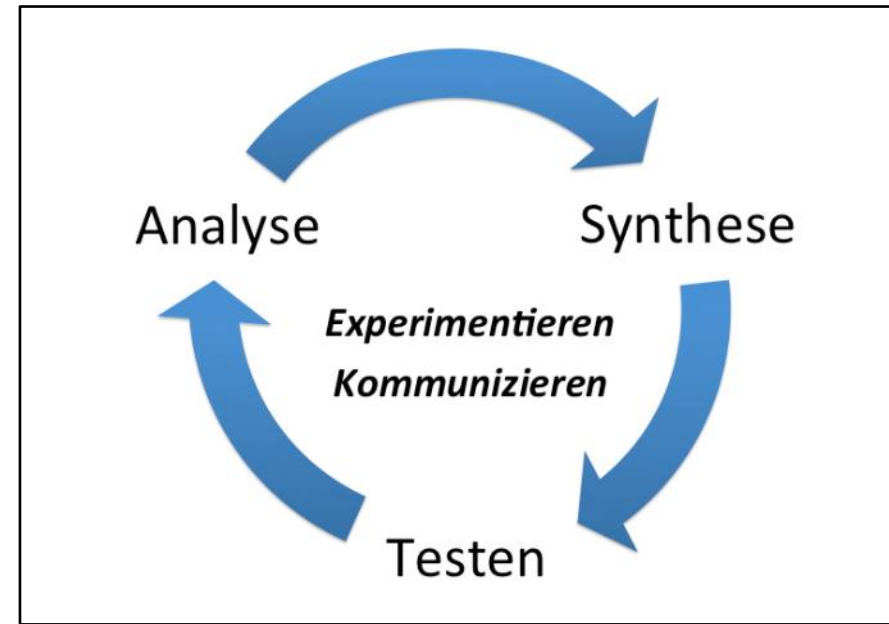 Analyse
Synthese
Experimentieren
Kommunizieren
Testen